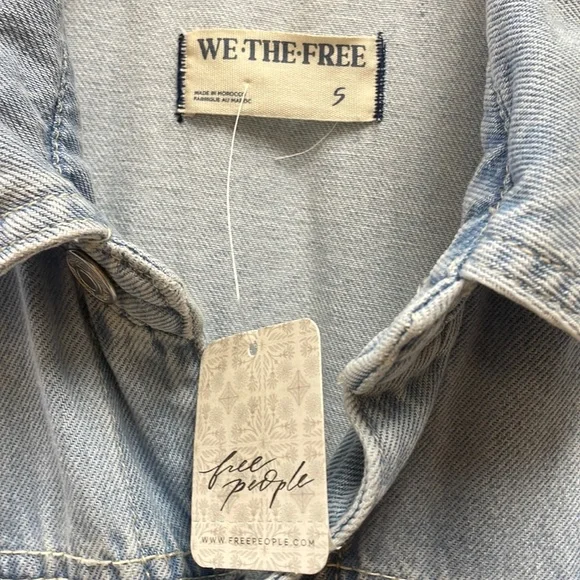 WE·THE·FREE
MADE IN MOROCCO
FABRIQUE AU MAROC
S
free
people
WWW.FREEPEOPLE.COM